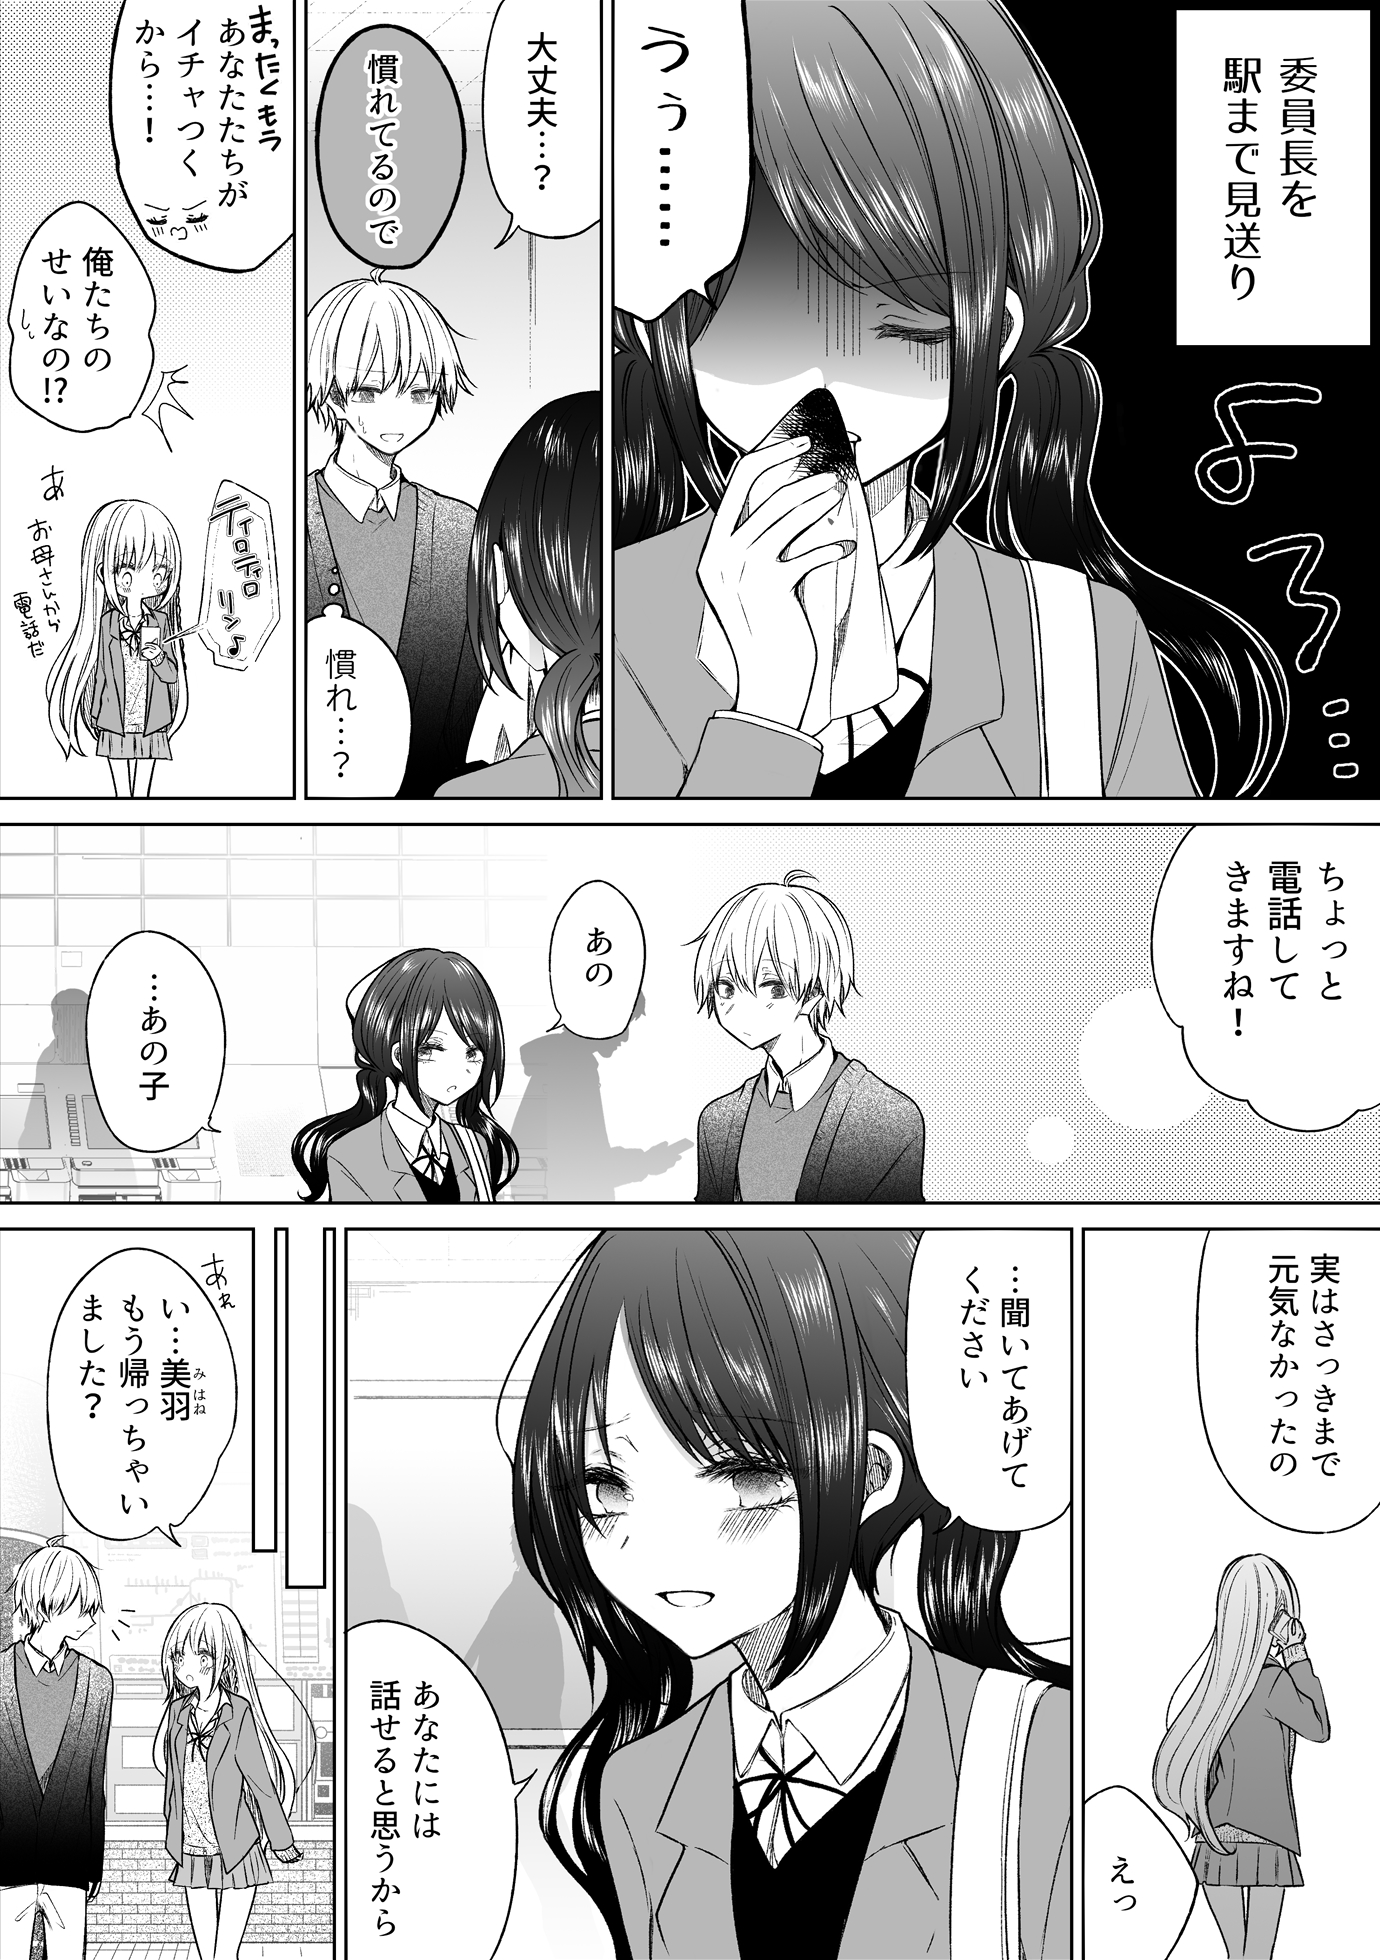 委員長を
駅まで見送り
よろ…
うぅ……
大丈夫…？
慣れてるので
慣れ…？
まったくもう
あなたたちが
イチャつく
から…！
俺たちの
せいなの!?
ティロティロ
リン♪
あ
お母さんから
電話だ
ちょっと
電話して
きますね！
あの
…あの子
実はさっきまで
元気なかったの
えっ
…聞いてあげて
ください
あなたには
話せると思うから
あれ
い…美羽
みはね
もう帰っちゃい
ました？